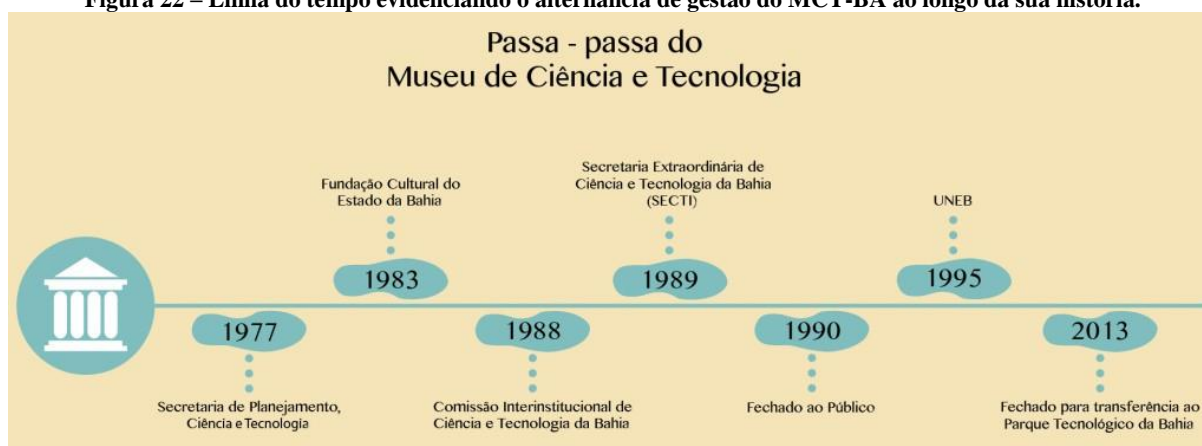 Figura 22 – Linha do tempo evidenciando o alternância de gestão do MCT-BA ao longo da sua história.
Passa - passa do
Museu de Ciência e Tecnologia
Secretaria Extraordinária de
Ciência e Tecnologia da Bahia
(SECTI)
Fundação Cultural do
Estado da Bahia
UNEB
1983
1989
1995
1977
1988
1990
2013
Secretaria de Planejamento,
Ciência e Tecnologia
Comissão Interinstitucional de
Ciência e Tecnologia da Bahia
Fechado ao Público
Fechado para transferência ao
Parque Tecnológico da Bahia